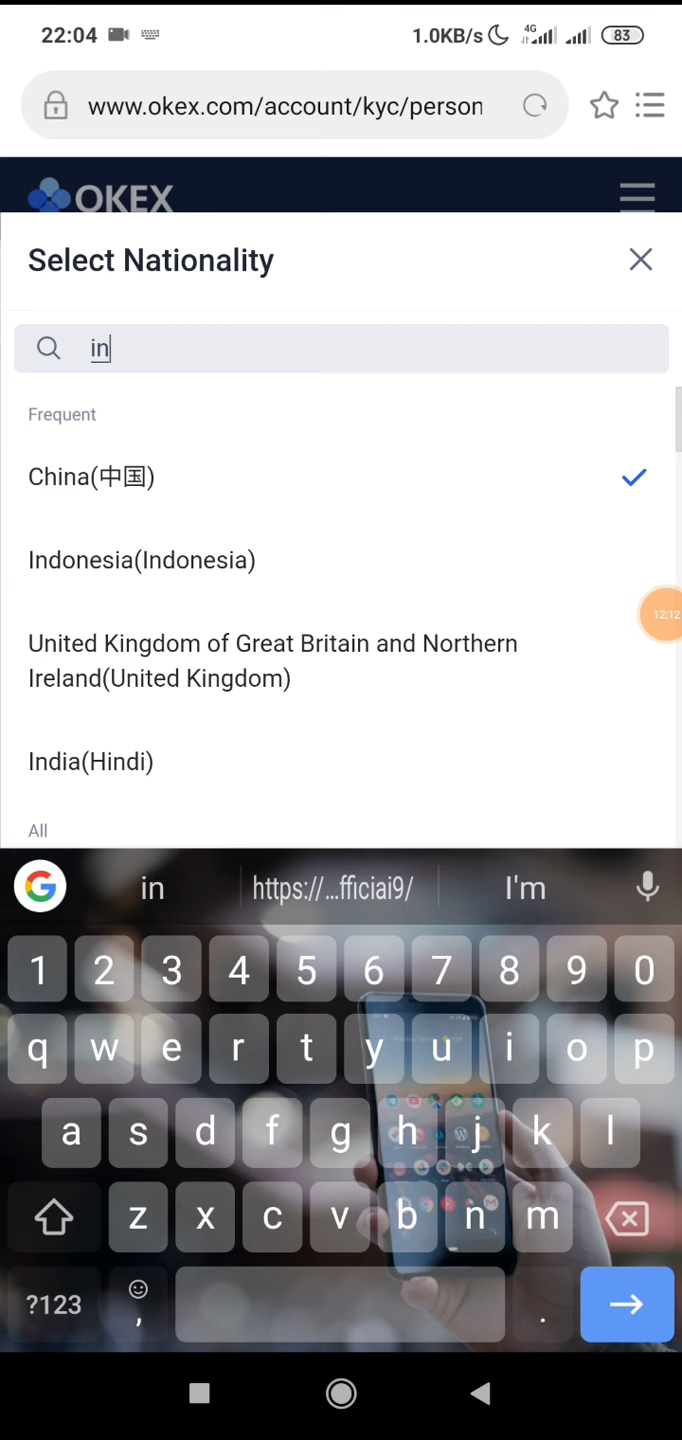 22:04 1.0KB/s 4G 83
www.okex.com/account/kyc/person
OKEX
Select Nationality
in
Frequent
China(中国)
Indonesia(Indonesia)
12:12
United Kingdom of Great Britain and Northern
Ireland(United Kingdom)
India(Hindi)
All
G in https://...fficiai9/ I'm
1 2 3 4 5 6 7 8 9 0
q w e r t y u i o p
a s d f g h j k l
z x c v b n m
?123 , .